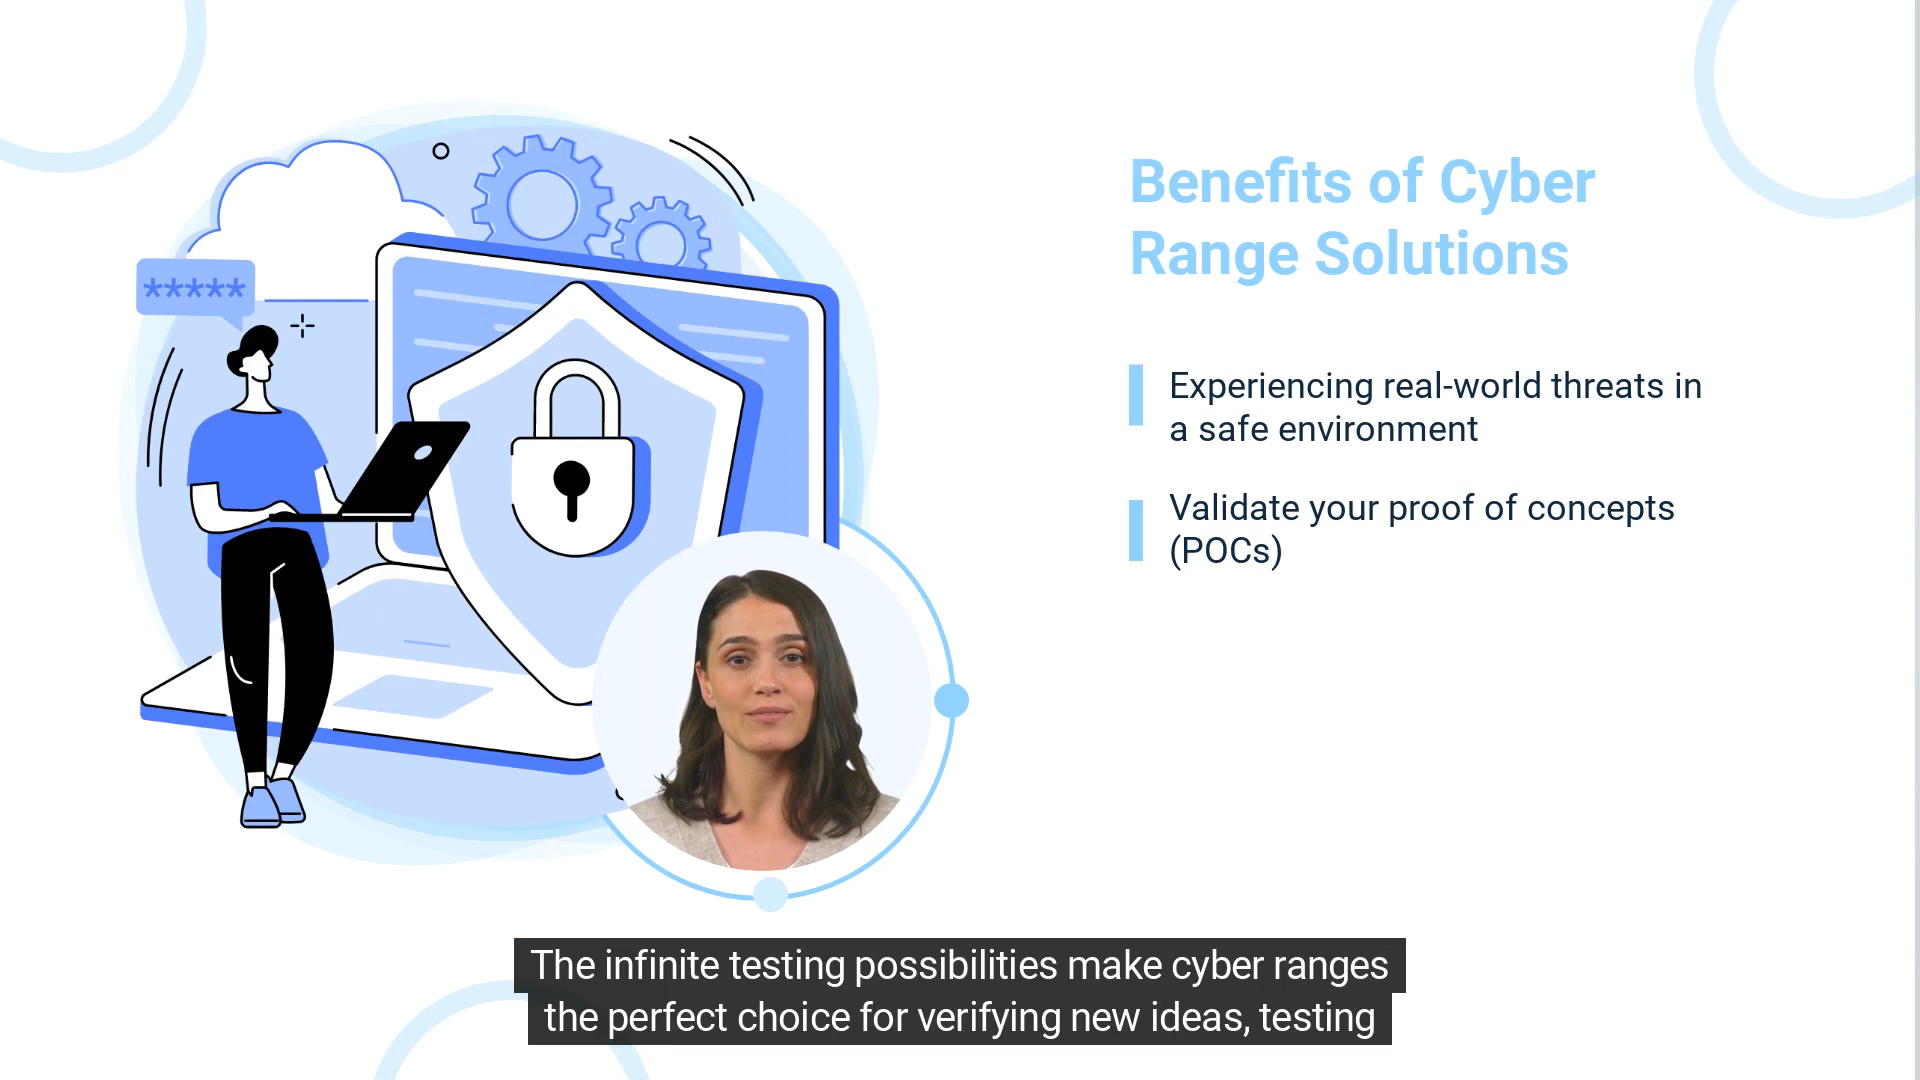 *****
Benefits of Cyber
Range Solutions
Experiencing real-world threats in
a safe environment
Validate your proof of concepts
(POCs)
The infinite testing possibilities make cyber ranges
the perfect choice for verifying new ideas, testing